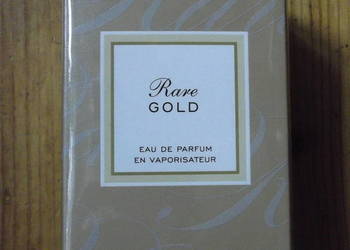 Rare
GOLD
EAU DE PARFUM
EN VAPORISATEUR